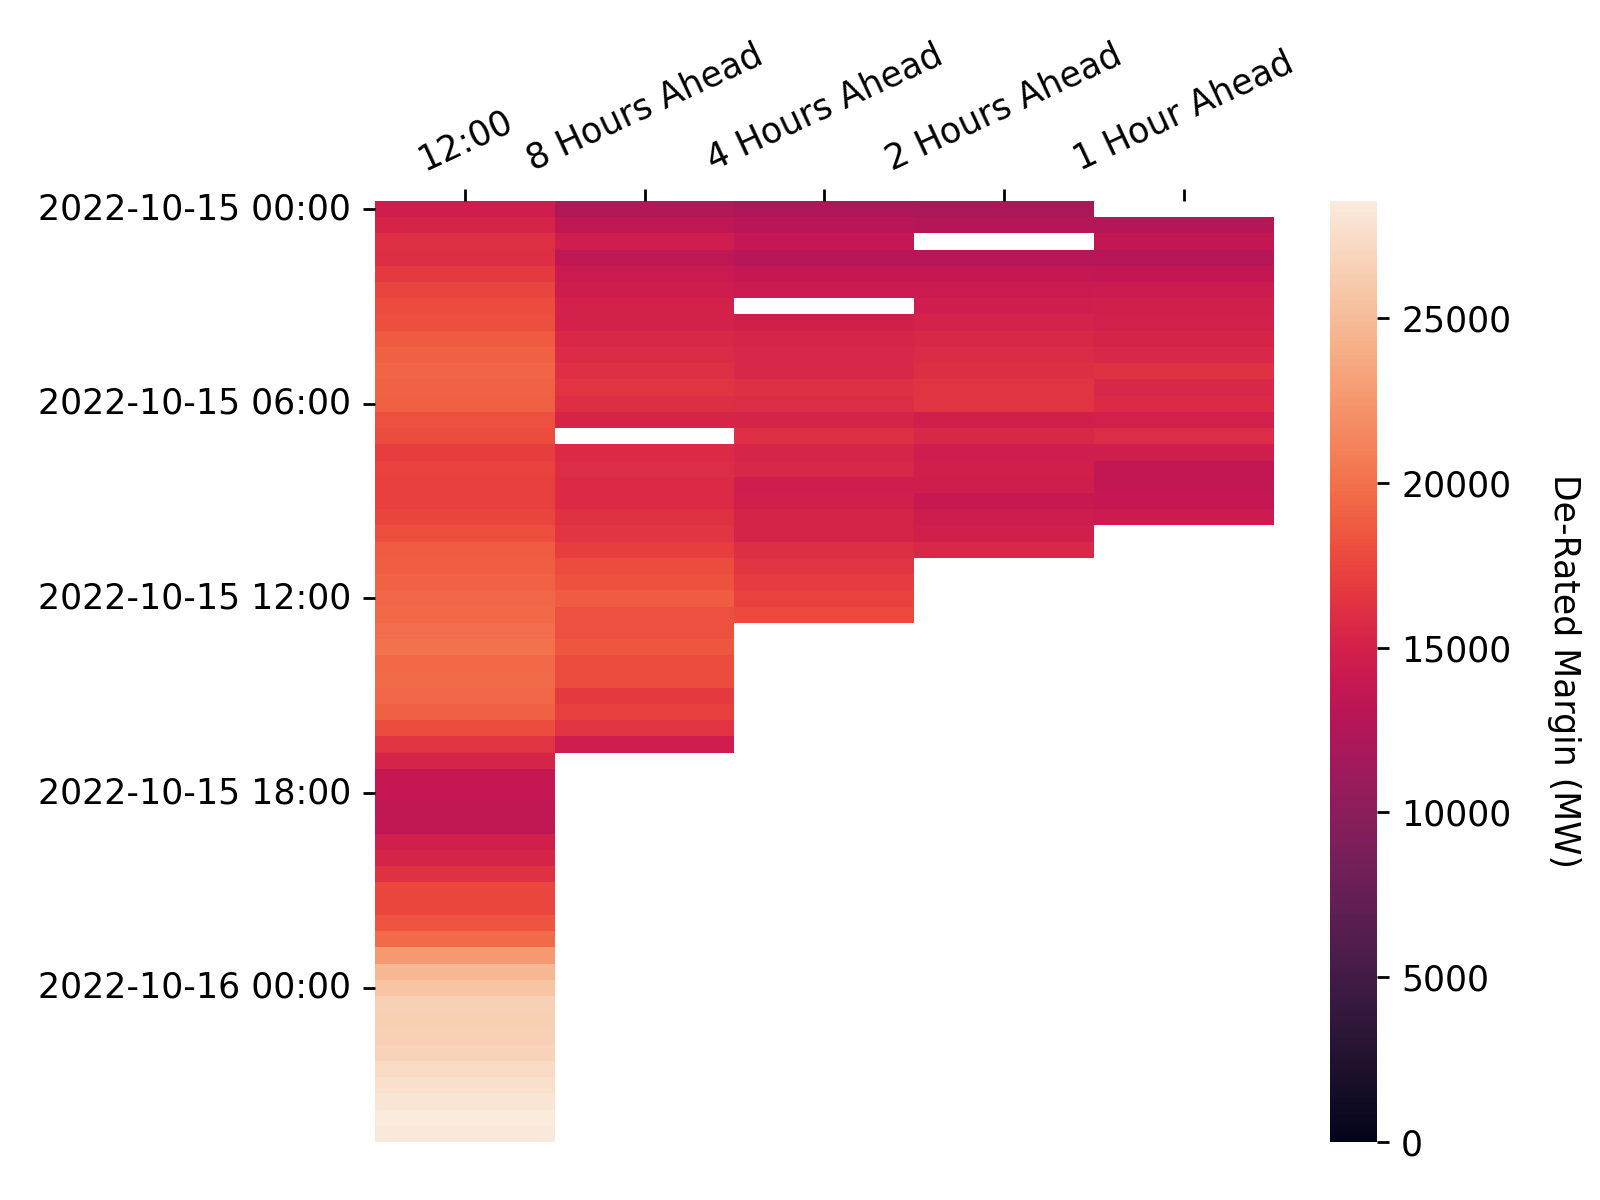 12:00
8 Hours Ahead
4 Hours Ahead
2 Hours Ahead
1 Hour Ahead
2022-10-15 00:00
2022-10-15 06:00
2022-10-15 12:00
2022-10-15 18:00
2022-10-16 00:00
25000
20000
15000
10000
5000
0
De-Rated Margin (MW)